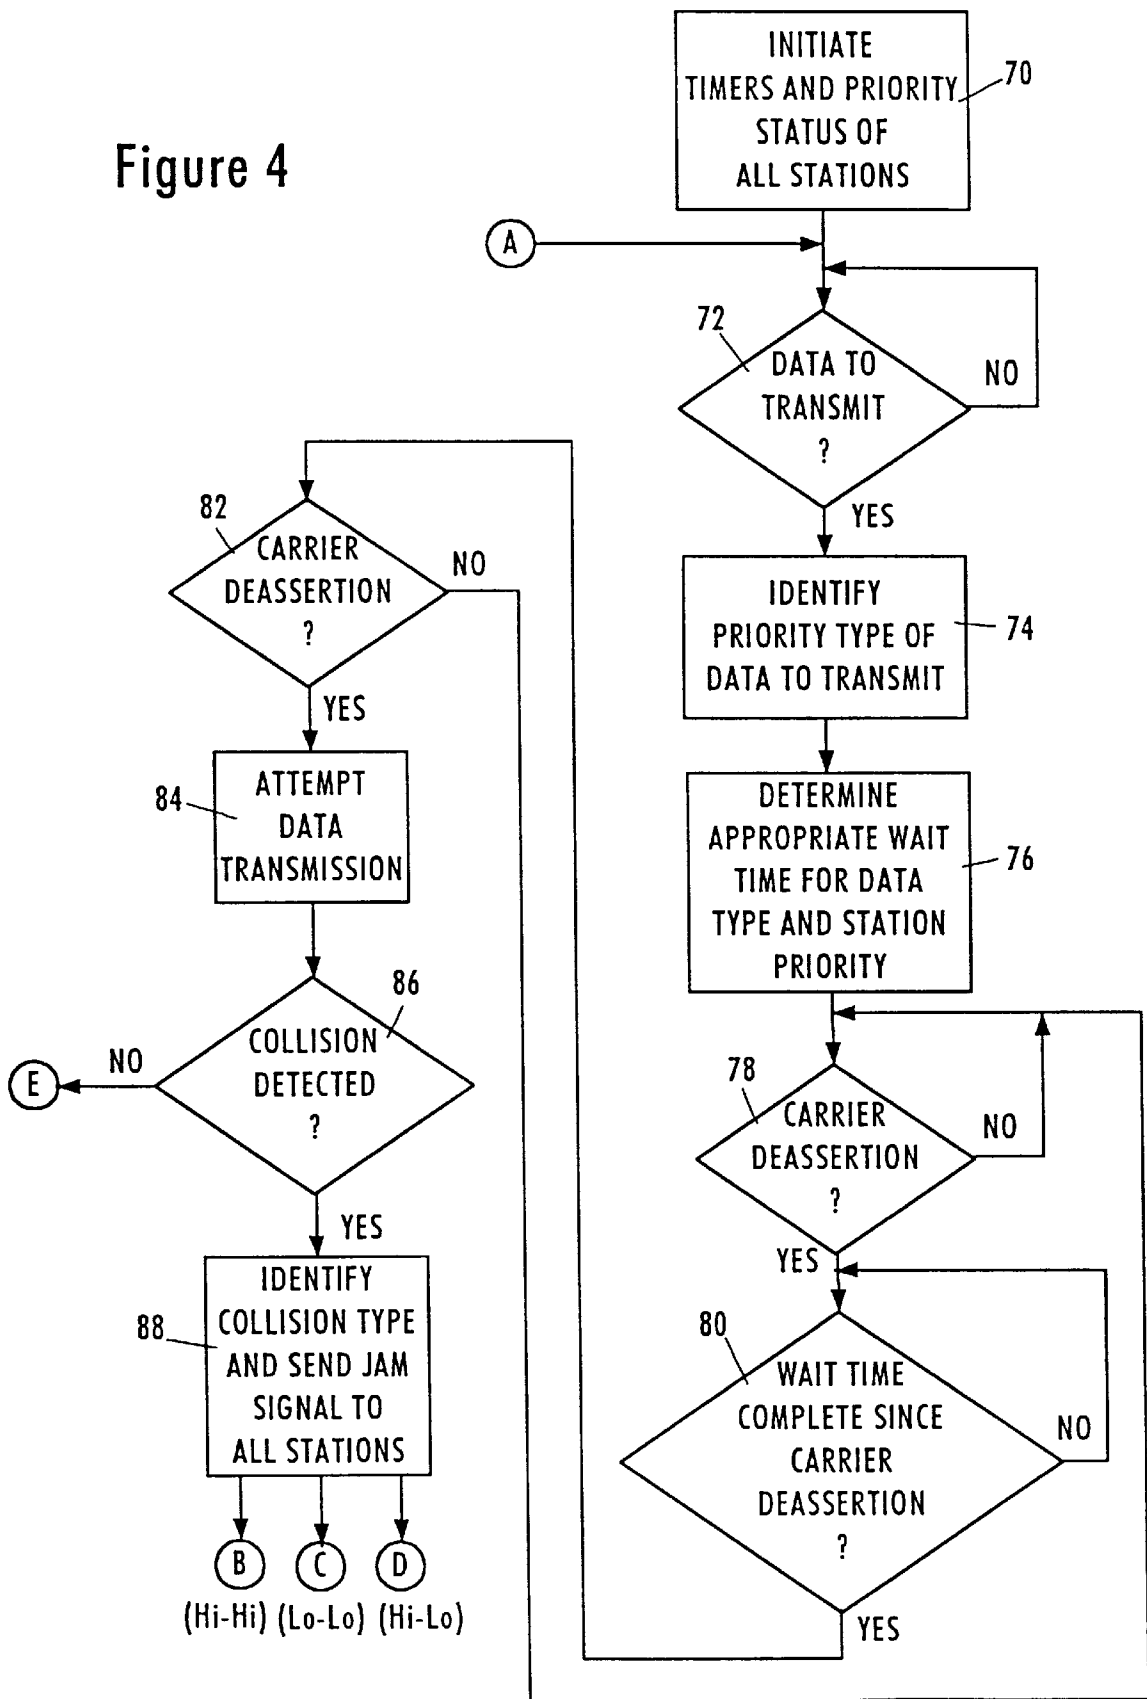 Figure 4
INITIATE
TIMERS AND PRIORITY
STATUS OF
ALL STATIONS
70
A
72
DATA TO
TRANSMIT
?
NO
YES
IDENTIFY
PRIORITY TYPE OF
DATA TO TRANSMIT
74
DETERMINE
APPROPRIATE WAIT
TIME FOR DATA
TYPE AND STATION
PRIORITY
76
78
CARRIER
DEASSERTION
?
NO
YES
80
WAIT TIME
COMPLETE SINCE
CARRIER
DEASSERTION
?
NO
YES
82
CARRIER
DEASSERTION
?
NO
YES
84
ATTEMPT
DATA
TRANSMISSION
86
COLLISION
DETECTED
?
NO
E
YES
88
IDENTIFY
COLLISION TYPE
AND SEND JAM
SIGNAL TO
ALL STATIONS
B
C
D
(Hi-Hi)
(Lo-Lo)
(Hi-Lo)